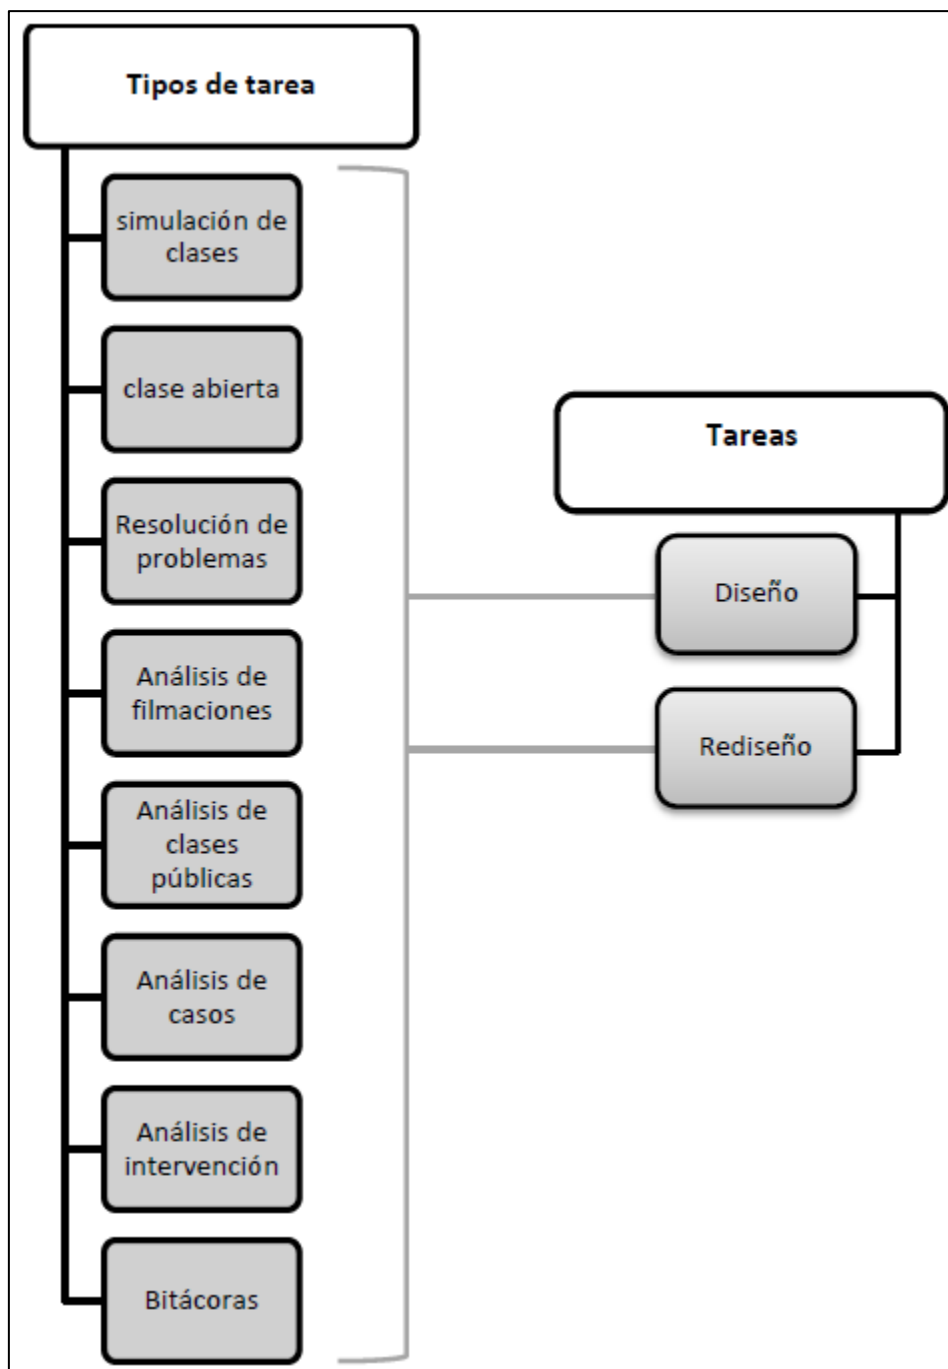 Tipos de tarea
simulación de
clases
clase abierta
Resolución de
problemas
Análisis de
filmaciones
Análisis de
clases
públicas
Análisis de
casos
Análisis de
intervención
Bitácoras
Tareas
Diseño
Rediseño